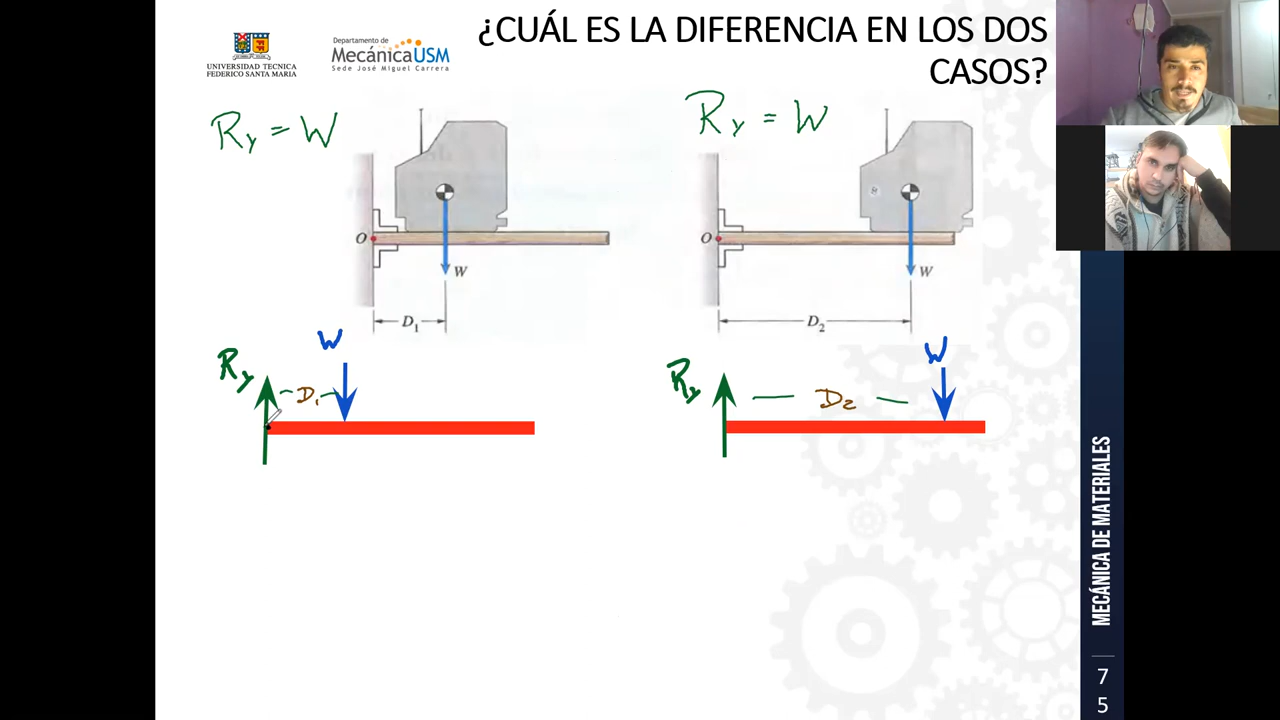 ¿CUÁL ES LA DIFERENCIA EN LOS DOS
CASOS?
UNIVERSIDAD TECNICA
FEDERICO SANTA MARIA
Departamento de
MecánicaUSM
Sede José Miguel Carrera
Ry = W
O
W
D1
Ry = W
O
W
D2
Ry
D1
W
Ry
D2
W
MECÁNICA DE MATERIALES
7
5